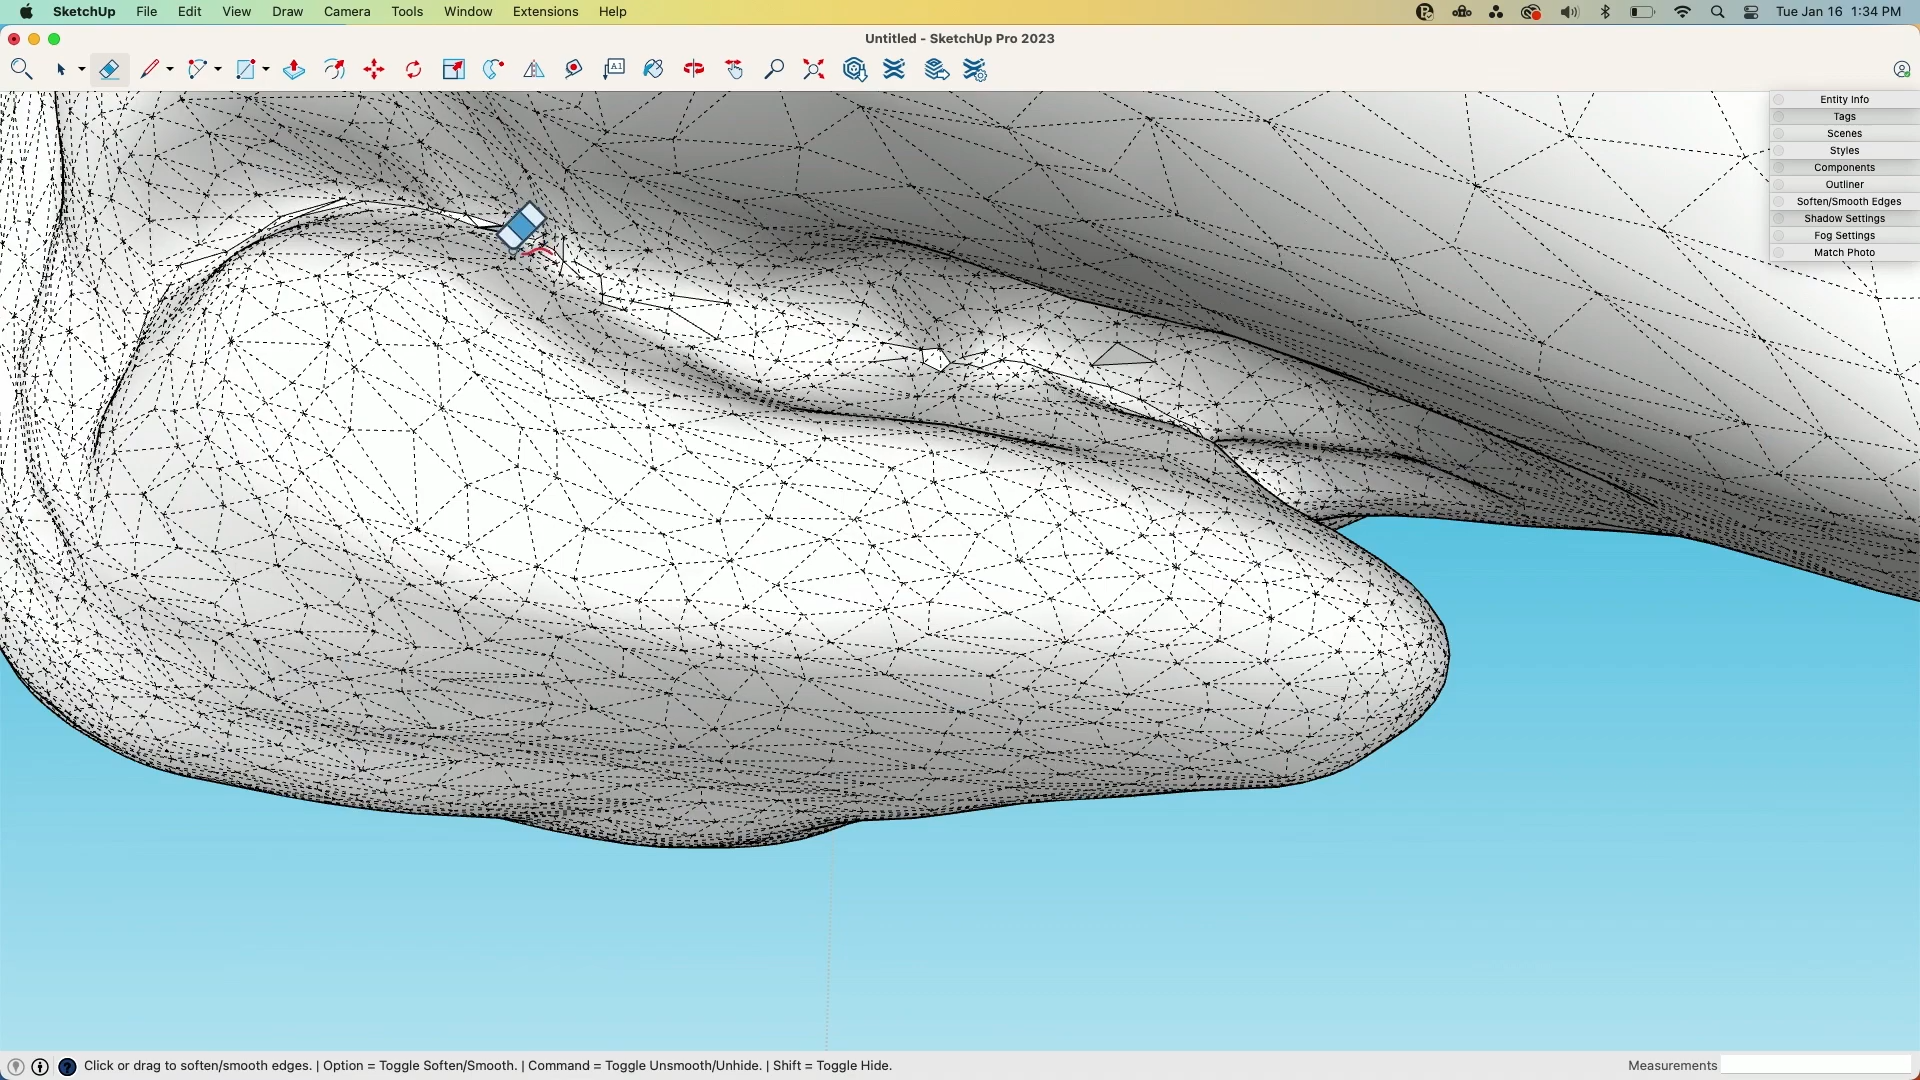 SketchUp File Edit View Draw Camera Tools Window Extensions Help Tue Jan 16 1:34 PM
Untitled - SketchUp Pro 2023
A1
Entity Info
Tags
Scenes
Styles
Components
Outliner
Soften/Smooth Edges
Shadow Settings
Fog Settings
Match Photo
Click or drag to soften/smooth edges. | Option = Toggle Soften/Smooth. | Command = Toggle Unsmooth/Unhide. | Shift = Toggle Hide. Measurements